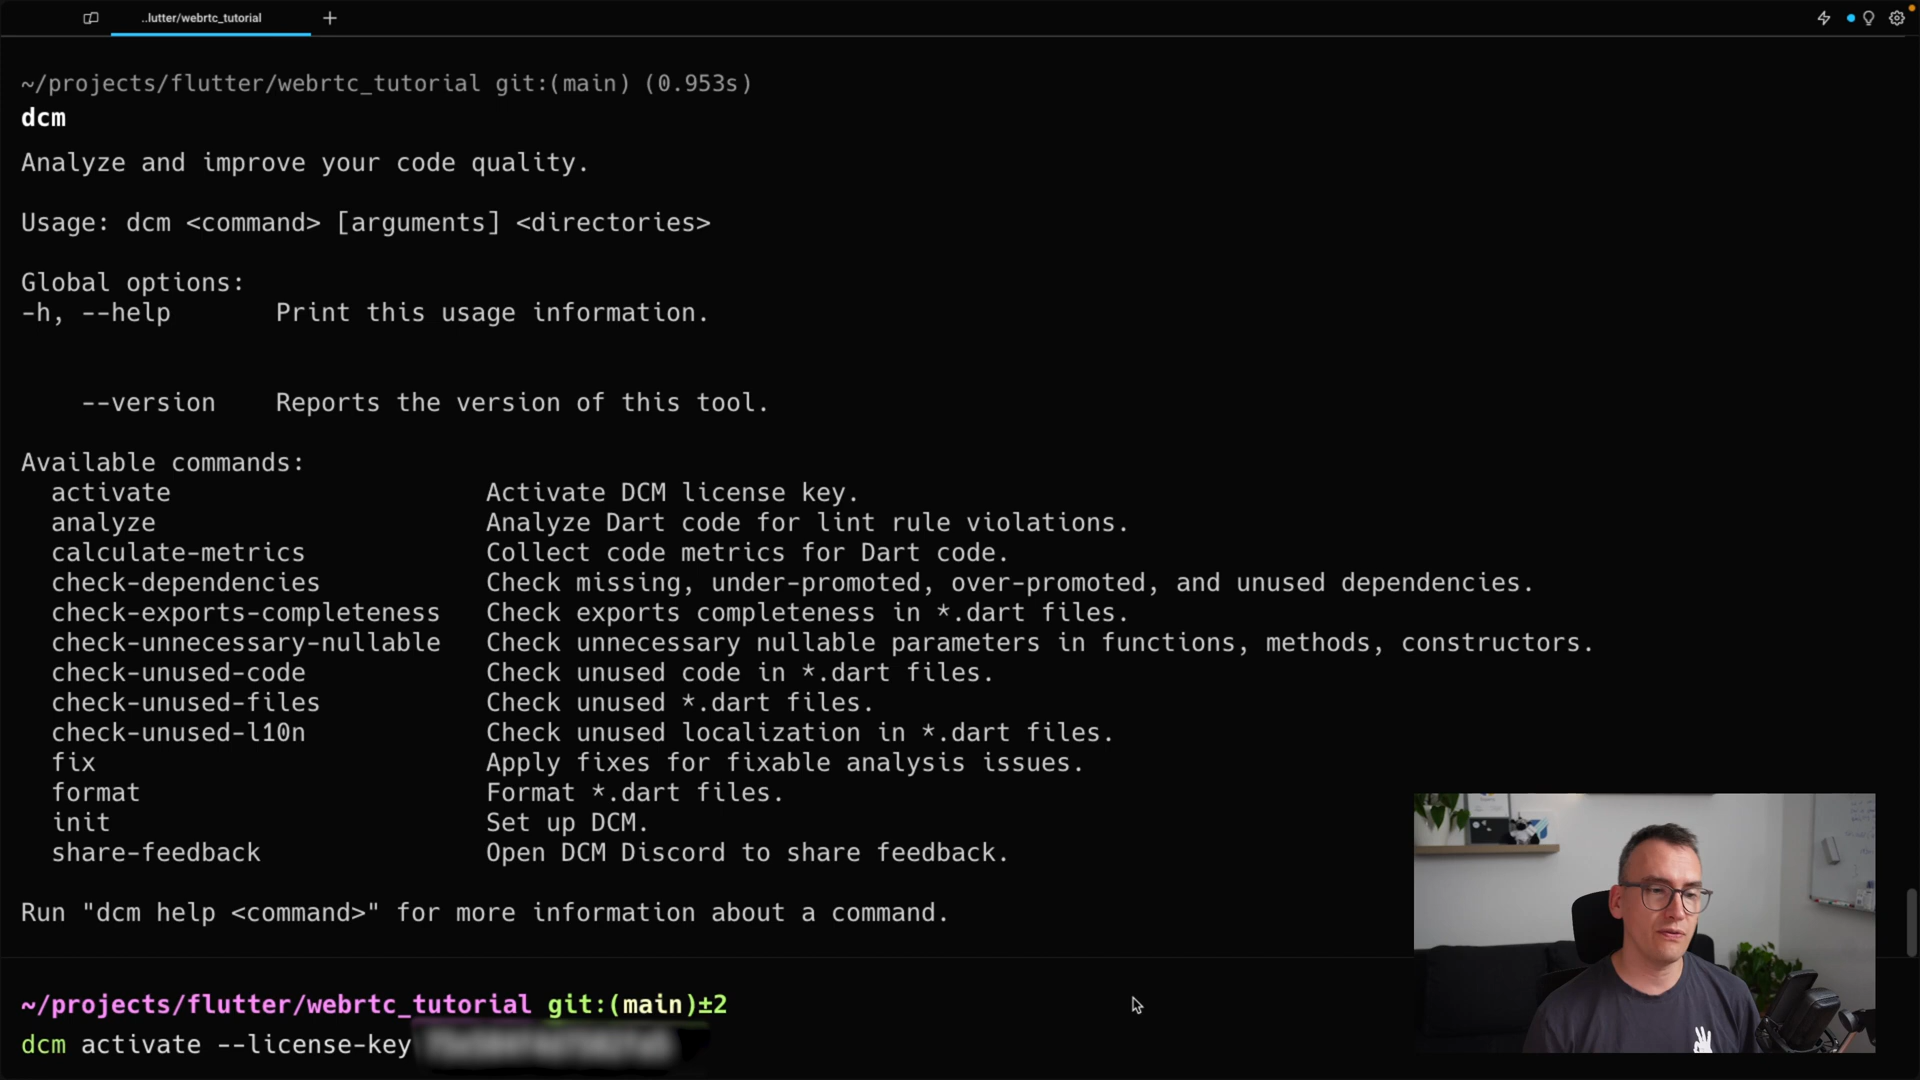 ..lutter/webrtc_tutorial
~/projects/flutter/webrtc_tutorial git:(main) (0.953s)
dcm
Analyze and improve your code quality.
Usage: dcm <command> [arguments] <directories>
Global options:
-h, --help       Print this usage information.
    --version    Reports the version of this tool.
Available commands:
  activate                     Activate DCM license key.
  analyze                      Analyze Dart code for lint rule violations.
  calculate-metrics            Collect code metrics for Dart code.
  check-dependencies           Check missing, under-promoted, over-promoted, and unused dependencies.
  check-exports-completeness   Check exports completeness in *.dart files.
  check-unnecessary-nullable   Check unnecessary nullable parameters in functions, methods, constructors.
  check-unused-code            Check unused code in *.dart files.
  check-unused-files           Check unused *.dart files.
  check-unused-l10n            Check unused localization in *.dart files.
  fix                          Apply fixes for fixable analysis issues.
  format                       Format *.dart files.
  init                         Set up DCM.
  share-feedback               Open DCM Discord to share feedback.
Run "dcm help <command>" for more information about a command.
~/projects/flutter/webrtc_tutorial git:(main)±2
dcm activate --license-key